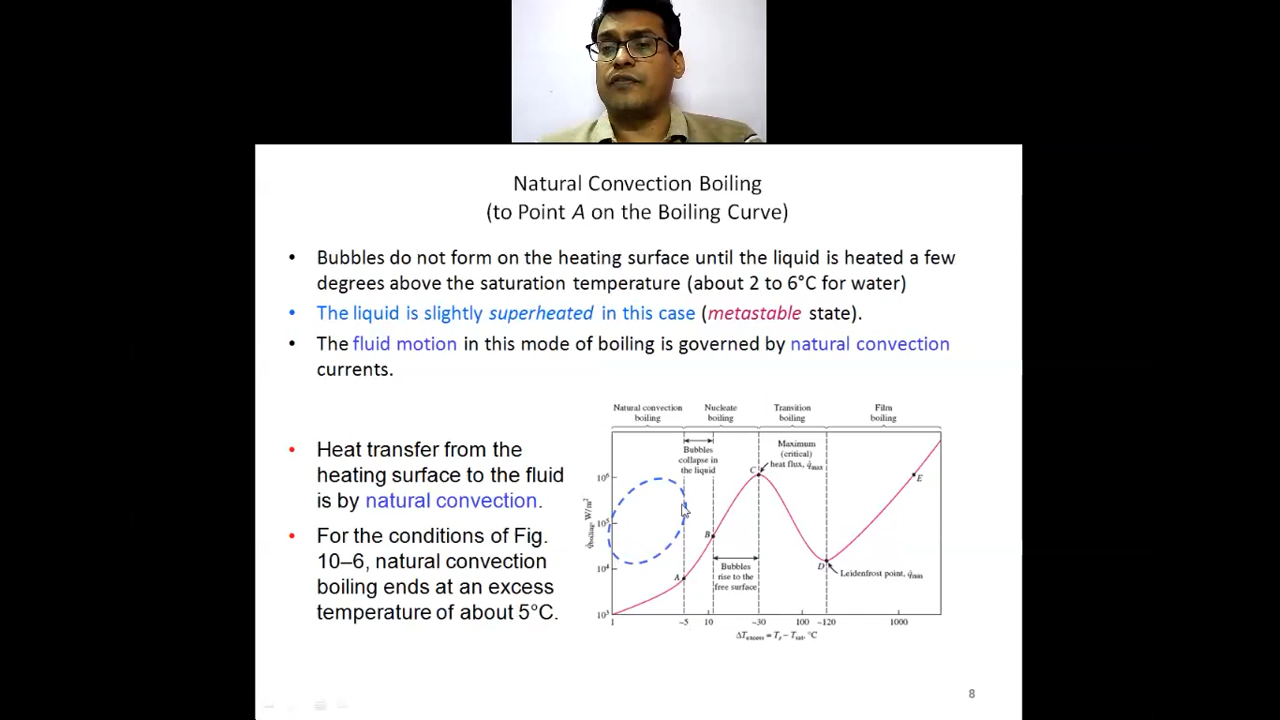 Natural Convection Boiling
(to Point A on the Boiling Curve)
• Bubbles do not form on the heating surface until the liquid is heated a few
degrees above the saturation temperature (about 2 to 6°C for water)
• The liquid is slightly superheated in this case (metastable state).
• The fluid motion in this mode of boiling is governed by natural convection
currents.
• Heat transfer from the
heating surface to the fluid
is by natural convection.
• For the conditions of Fig.
10–6, natural convection
boiling ends at an excess
temperature of about 5°C.
Natural convection
boiling
Nucleate
boiling
Transition
boiling
Film
boiling
Bubbles
collapse in
the liquid
Maximum
(critical)
heat flux, q̇max
C
E
B
A
D
Bubbles
rise to the
free surface
Leidenfrost point, q̇min
q̇boiling, W/m²
10⁶
10⁵
10⁴
10³
1 ~5 10 ~30 100 ~120 1000
ΔTexcess = Ts − Tsat, °C
8